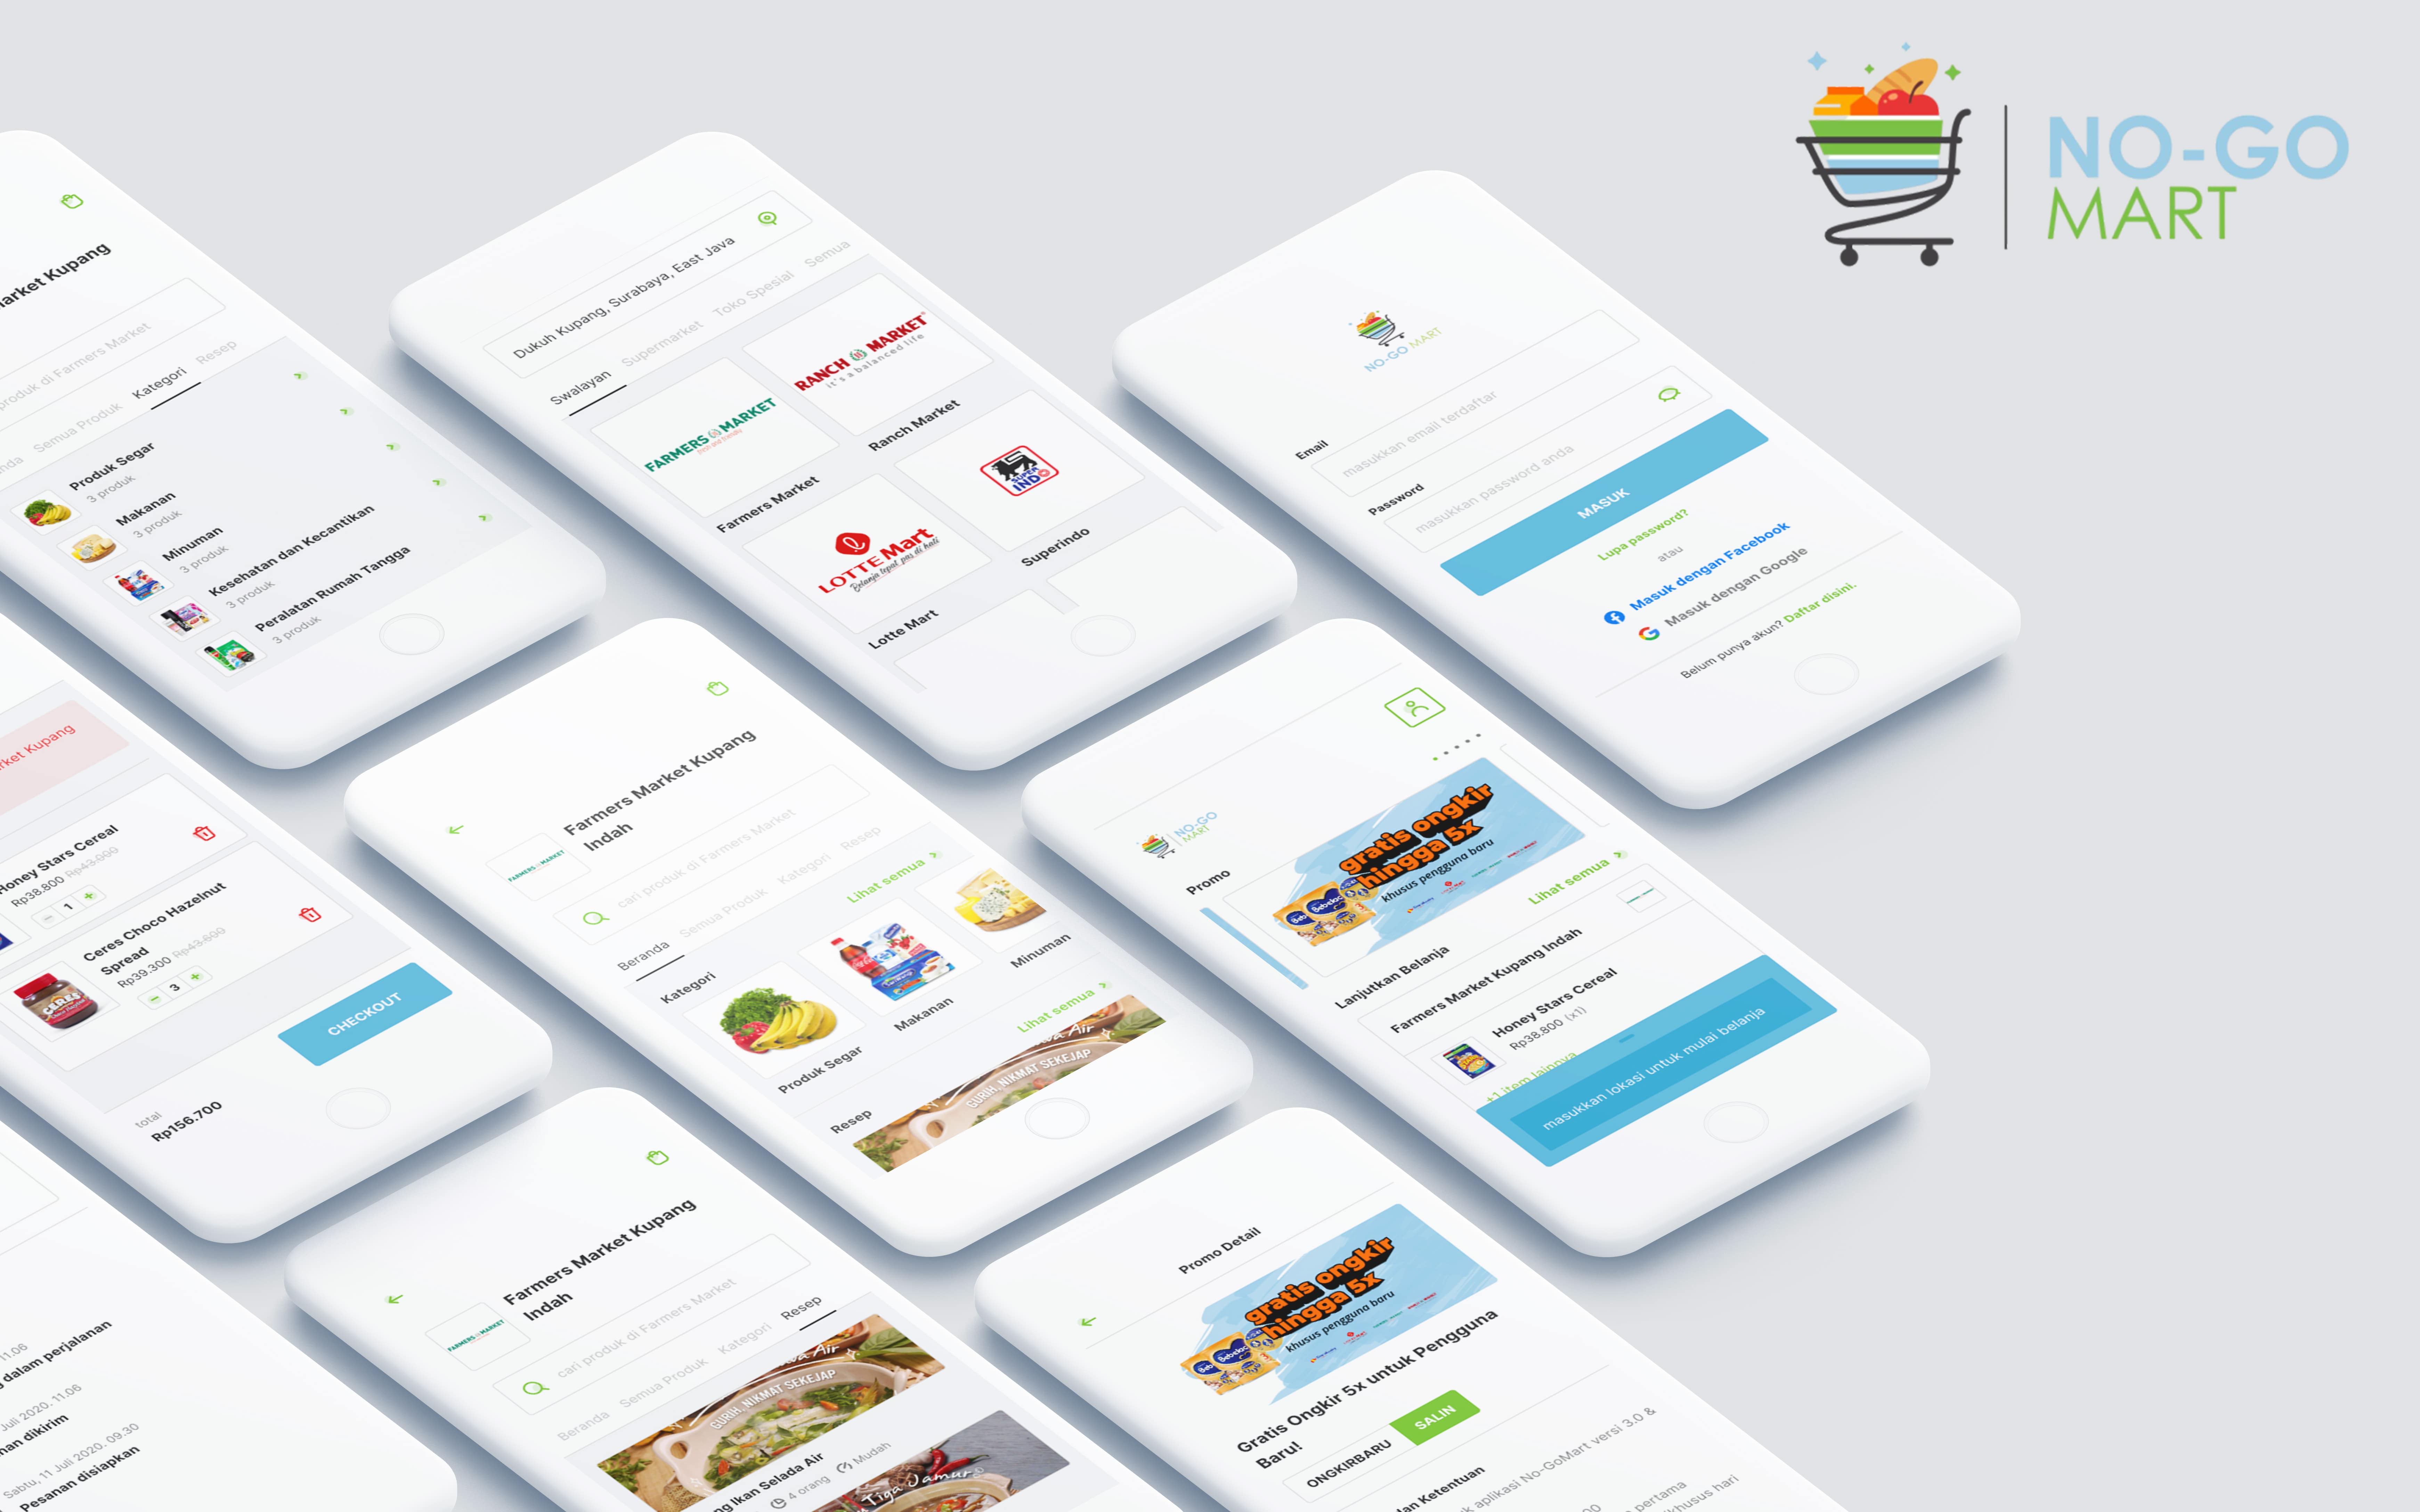 NO-GO
MART
Market Kupang
produk di Farmers Market
Semua Produk Kategori Resep
Produk Segar
3 produk
Makanan
3 produk
Minuman
3 produk
Kesehatan dan Kecantikan
3 produk
Peralatan Rumah Tangga
3 produk
Dukuh Kupang, Surabaya, East Java
Swalayan Supermarket Toko Spesial Semua
FARMERS MARKET
RANCH MARKET
it's a balanced life
Farmers Market
Ranch Market
LOTTE Mart
Belanja tepat pas di hati
SUPER
INDO
Lotte Mart
Superindo
NO-GO MART
Email
masukkan email terdaftar
Password
masukkan password anda
MASUK
Lupa password?
atau
Masuk dengan Facebook
Masuk dengan Google
Belum punya akun? Daftar disini.
Kupang
Honey Stars Cereal
Rp38.800 Rp43.000
1
Ceres Choco Hazelnut
Spread
Rp39.300 Rp43.600
3
CERES
total
Rp156.700
CHECKOUT
FARMERS MARKET
Farmers Market Kupang
Indah
cari produk di Farmers Market
Beranda Semua Produk Kategori Resep
Kategori
Lihat semua
Produk Segar
Makanan
Minuman
Resep
Lihat semua
Air
GURIH, NIKMAT SEKEJAP
NO-GO
MART
Promo
gratis ongkir
hingga 5x
khusus pengguna baru
Lihat semua
Lanjutkan Belanja
Farmers Market Kupang Indah
Honey Stars Cereal
Rp38.800 (x1)
+1 item lainnya
masukkan lokasi untuk mulai belanja
11.06
dalam perjalanan
Juli 2020. 11.06
dikirim
Sabtu, 11 Juli 2020. 09.30
Pesanan disiapkan
FARMERS MARKET
Farmers Market Kupang
Indah
cari produk di Farmers Market
Beranda Semua Produk Kategori Resep
Air
GURIH, NIKMAT SEKEJAP
Ikan Selada Air
4 orang Mudah
Tiga Jamur
Promo Detail
gratis ongkir
hingga 5x
khusus pengguna baru
Gratis Ongkir 5x untuk Pengguna
Baru!
ONGKIRBARU SALIN
Ketentuan
aplikasi No-GoMart versi 3.0 &
pertama
khusus hari